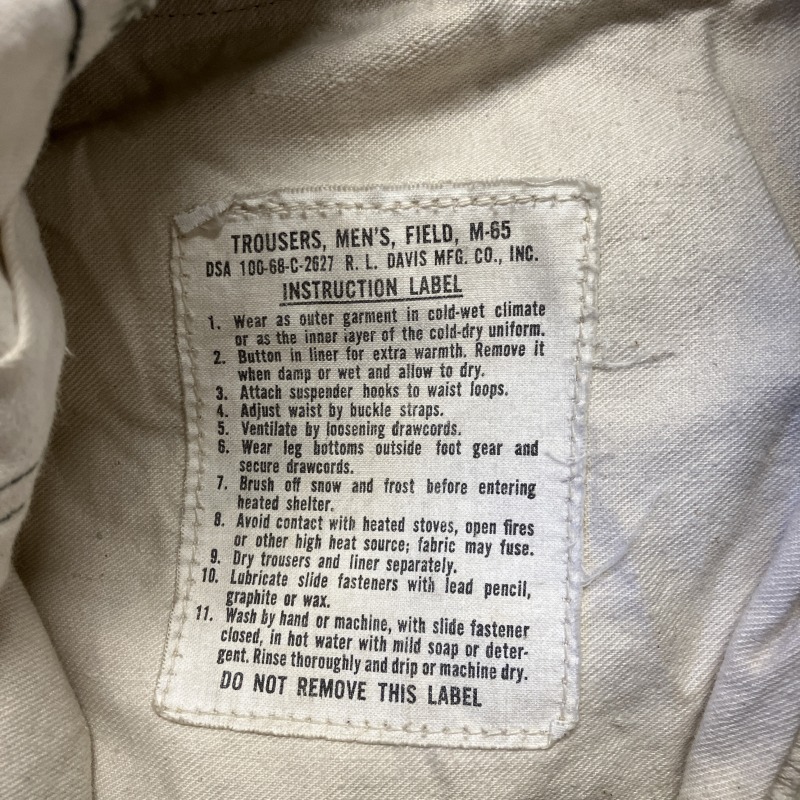 TROUSERS, MEN'S, FIELD, M-65
DSA 100-68-C-2627 R. L. DAVIS MFG. CO., INC.
INSTRUCTION LABEL
1. Wear as outer garment in cold-wet climate
or as the inner layer of the cold-dry uniform.
2. Button in liner for extra warmth. Remove it
when damp or wet and allow to dry.
3. Attach suspender hooks to waist loops.
4. Adjust waist by buckle straps.
5. Ventilate by loosening drawcords.
6. Wear leg bottoms outside foot gear and
secure drawcords.
7. Brush off snow and frost before entering
heated shelter.
8. Avoid contact with heated stoves, open fires
or other high heat source; fabric may fuse.
9. Dry trousers and liner separately.
10. Lubricate slide fasteners with lead pencil,
graphite or wax.
11. Wash by hand or machine, with slide fastener
closed, in hot water with mild soap or deter-
gent. Rinse thoroughly and drip or machine dry.
DO NOT REMOVE THIS LABEL